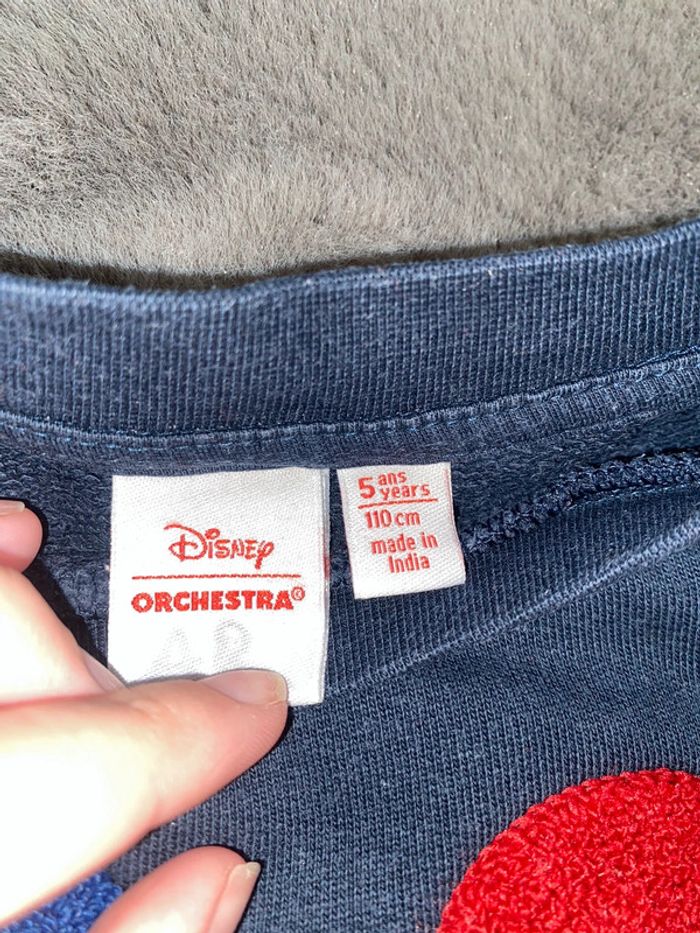 Disney
ORCHESTRA®
5 ans
years
110 cm
made in
India